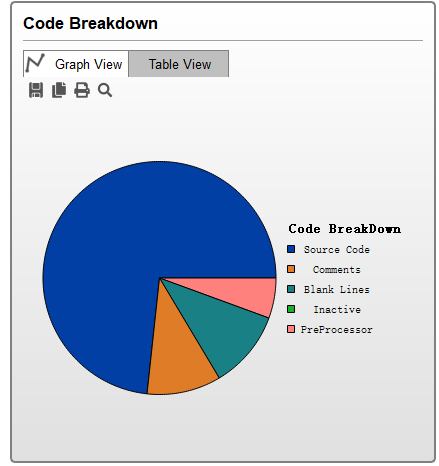 Code Breakdown
Graph View
Table View
Code BreakDown
Source Code
Comments
Blank Lines
Inactive
PreProcessor